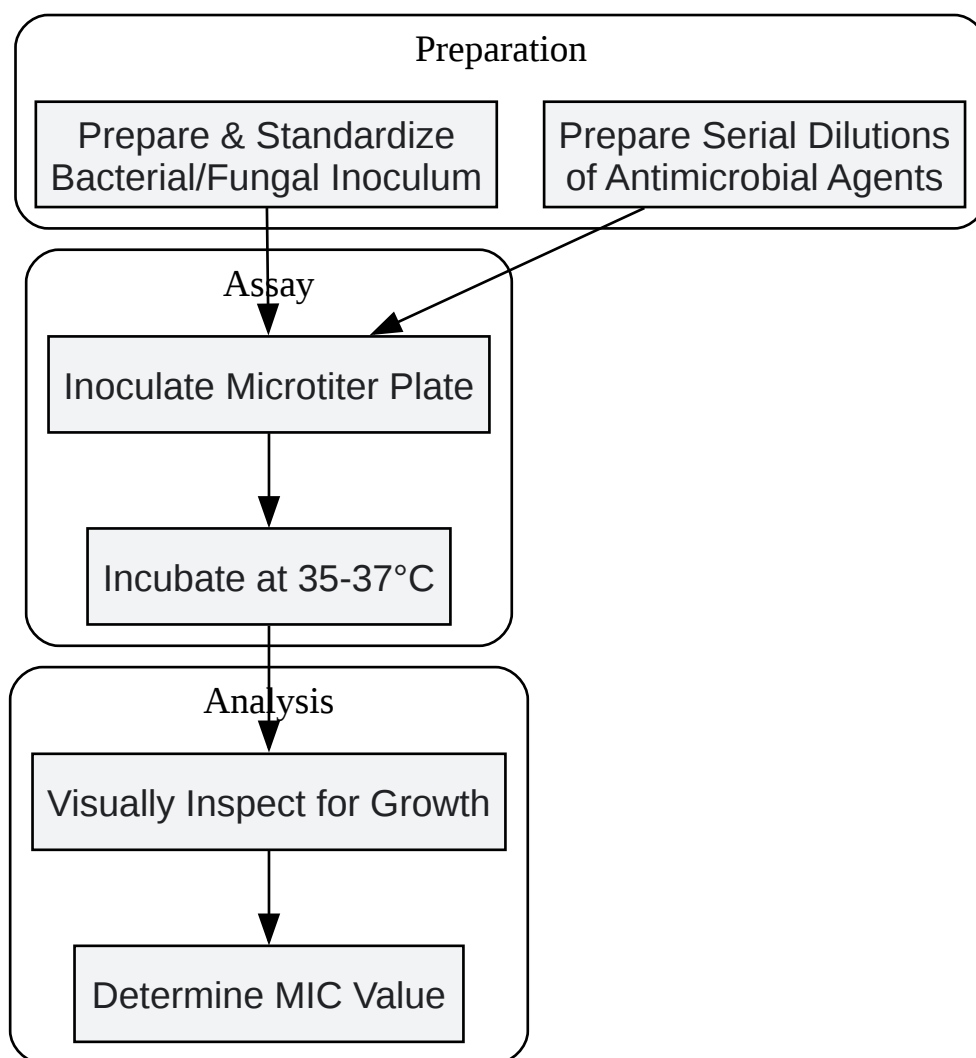 Preparation
Prepare & Standardize
Bacterial/Fungal Inoculum
Prepare Serial Dilutions
of Antimicrobial Agents
Assay
Inoculate Microtiter Plate
Incubate at 35-37°C
Analysis
Visually Inspect for Growth
Determine MIC Value